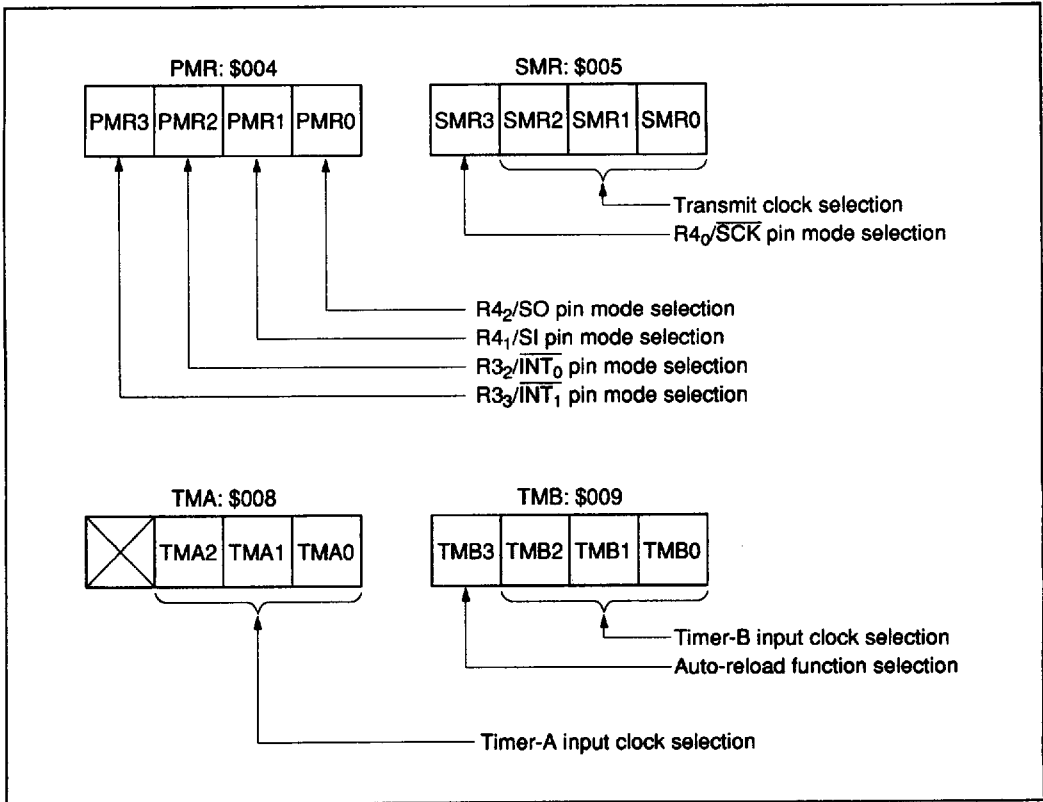 PMR: $004
PMR3 PMR2 PMR1 PMR0
SMR: $005
SMR3 SMR2 SMR1 SMR0
Transmit clock selection
R4₀/S̅C̅K̅ pin mode selection
R4₂/SO pin mode selection
R4₁/SI pin mode selection
R3₂/I̅N̅T̅₀̅ pin mode selection
R3₃/I̅N̅T̅₁̅ pin mode selection
TMA: $008
TMA2 TMA1 TMA0
TMB: $009
TMB3 TMB2 TMB1 TMB0
Timer-B input clock selection
Auto-reload function selection
Timer-A input clock selection